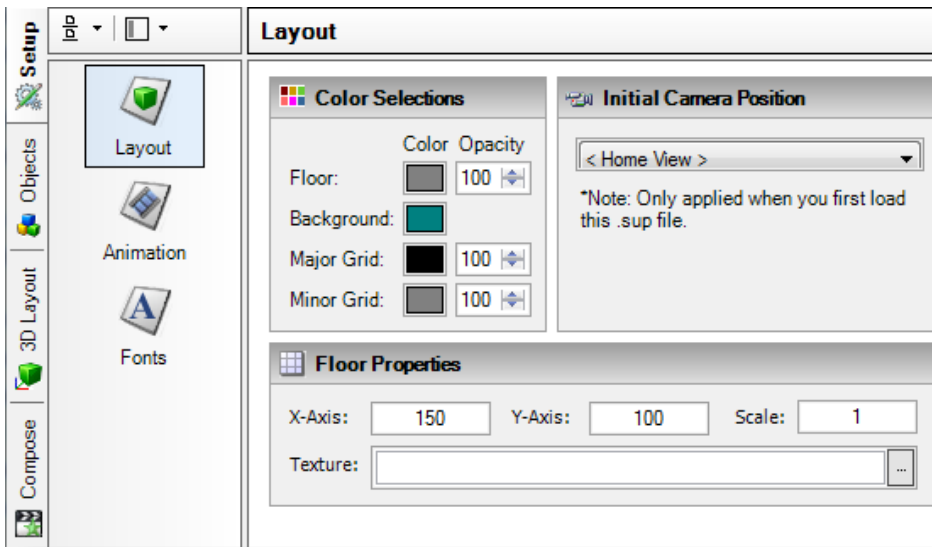 Setup
Objects
3D Layout
Compose
Layout
Animation
Fonts
Layout
Color Selections
Color Opacity
Floor: 100
Background:
Major Grid: 100
Minor Grid: 100
Initial Camera Position
< Home View >
*Note: Only applied when you first load
this .sup file.
Floor Properties
X-Axis: 150 Y-Axis: 100 Scale: 1
Texture: ...